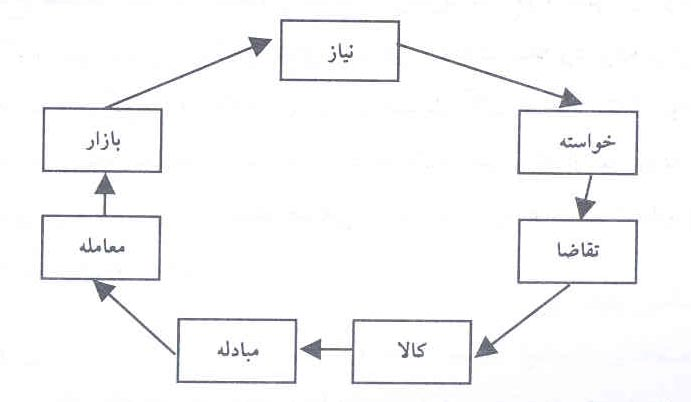 نیاز
خواسته
تقاضا
کالا
مبادله
معامله
بازار